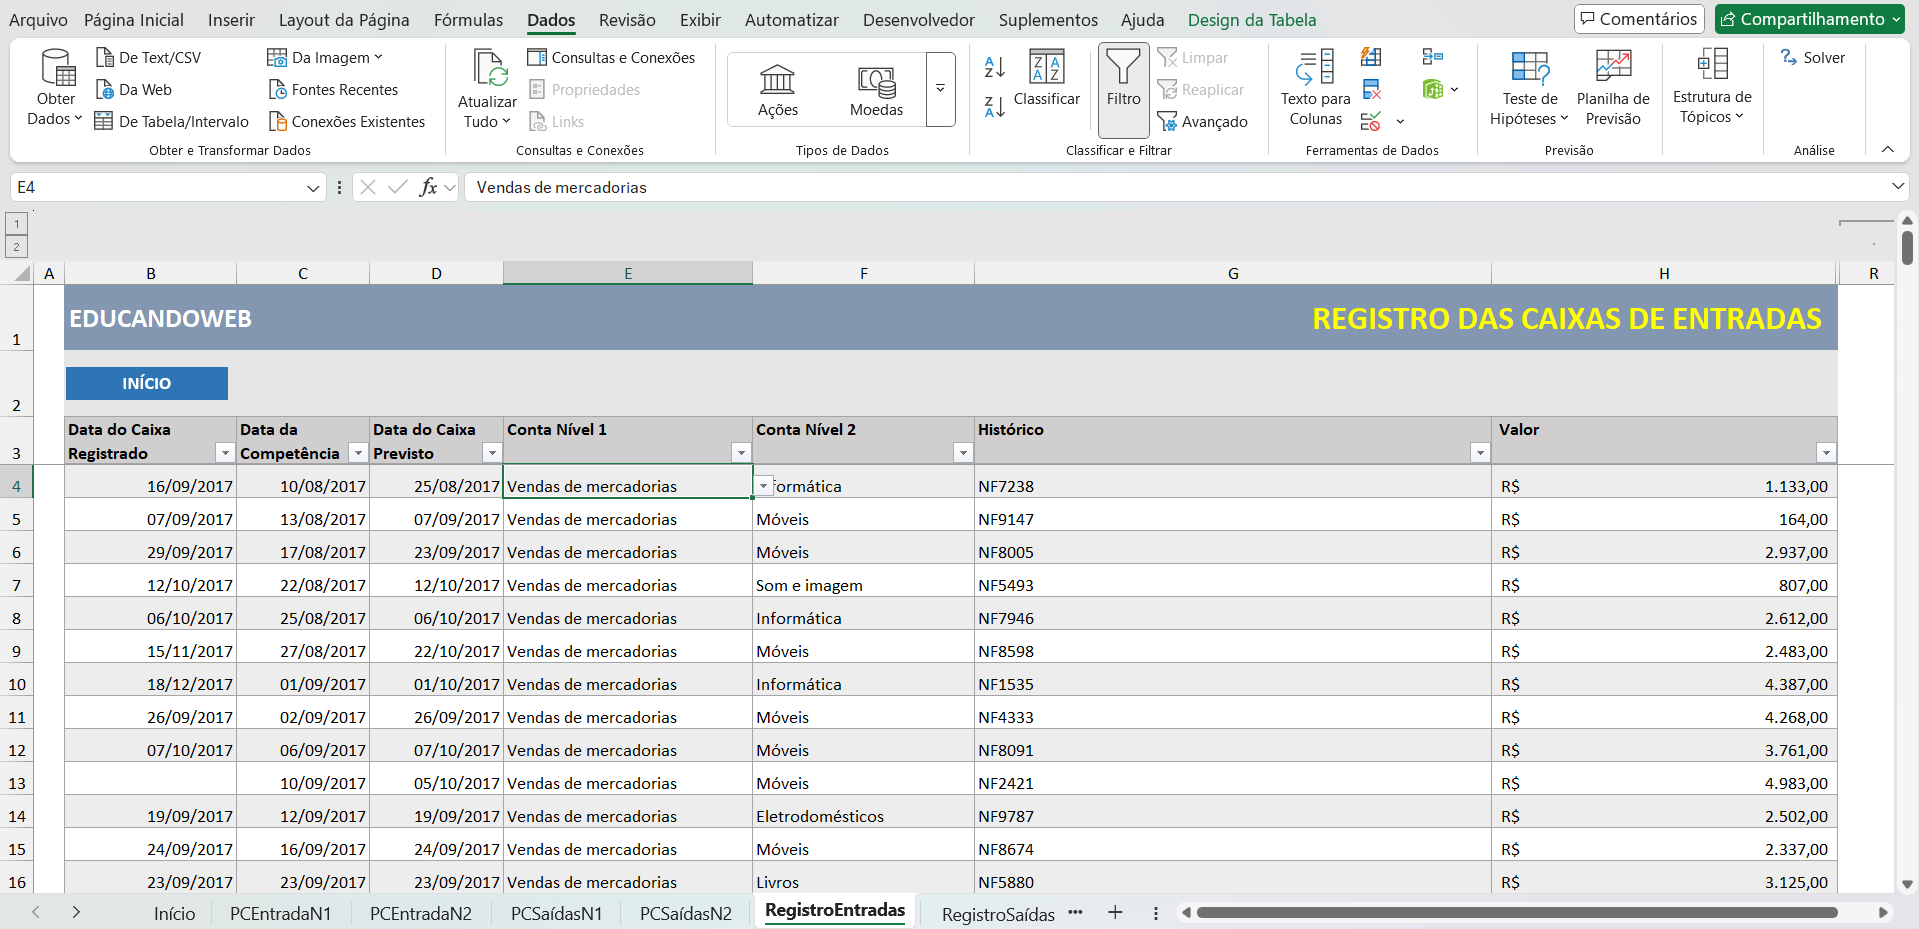 Arquivo Página Inicial Inserir Layout da Página Fórmulas Dados Revisão Exibir Automatizar Desenvolvedor Suplementos Ajuda Design da Tabela Comentários Compartilhamento
Obter Dados
De Text/CSV
Da Web
De Tabela/Intervalo
Da Imagem
Fontes Recentes
Conexões Existentes
Obter e Transformar Dados
Atualizar Tudo
Consultas e Conexões
Propriedades
Links
Consultas e Conexões
Ações
Moedas
Tipos de Dados
Classificar
Filtro
Limpar
Reaplicar
Avançado
Classificar e Filtrar
Texto para Colunas
Ferramentas de Dados
Teste de Hipóteses
Planilha de Previsão
Previsão
Estrutura de Tópicos
Solver
Análise
E4 fx Vendas de mercadorias
1
2
A B C D E F G H R
1 EDUCANDOWEB REGISTRO DAS CAIXAS DE ENTRADAS
2 INÍCIO
3 Data do Caixa Registrado Data da Competência Data do Caixa Previsto Conta Nível 1 Conta Nível 2 Histórico Valor
4 16/09/2017 10/08/2017 25/08/2017 Vendas de mercadorias formática NF7238 R$ 1.133,00
5 07/09/2017 13/08/2017 07/09/2017 Vendas de mercadorias Móveis NF9147 R$ 164,00
6 29/09/2017 17/08/2017 23/09/2017 Vendas de mercadorias Móveis NF8005 R$ 2.937,00
7 12/10/2017 22/08/2017 12/10/2017 Vendas de mercadorias Som e imagem NF5493 R$ 807,00
8 06/10/2017 25/08/2017 06/10/2017 Vendas de mercadorias Informática NF7946 R$ 2.612,00
9 15/11/2017 27/08/2017 22/10/2017 Vendas de mercadorias Móveis NF8598 R$ 2.483,00
10 18/12/2017 01/09/2017 01/10/2017 Vendas de mercadorias Informática NF1535 R$ 4.387,00
11 26/09/2017 02/09/2017 26/09/2017 Vendas de mercadorias Móveis NF4333 R$ 4.268,00
12 07/10/2017 06/09/2017 07/10/2017 Vendas de mercadorias Móveis NF8091 R$ 3.761,00
13 10/09/2017 05/10/2017 Vendas de mercadorias Móveis NF2421 R$ 4.983,00
14 19/09/2017 12/09/2017 19/09/2017 Vendas de mercadorias Eletrodomésticos NF9787 R$ 2.502,00
15 24/09/2017 16/09/2017 24/09/2017 Vendas de mercadorias Móveis NF8674 R$ 2.337,00
16 23/09/2017 23/09/2017 23/09/2017 Vendas de mercadorias Livros NF5880 R$ 3.125,00
Início PCEntradaN1 PCEntradaN2 PCSaídasN1 PCSaídasN2 RegistroEntradas RegistroSaídas